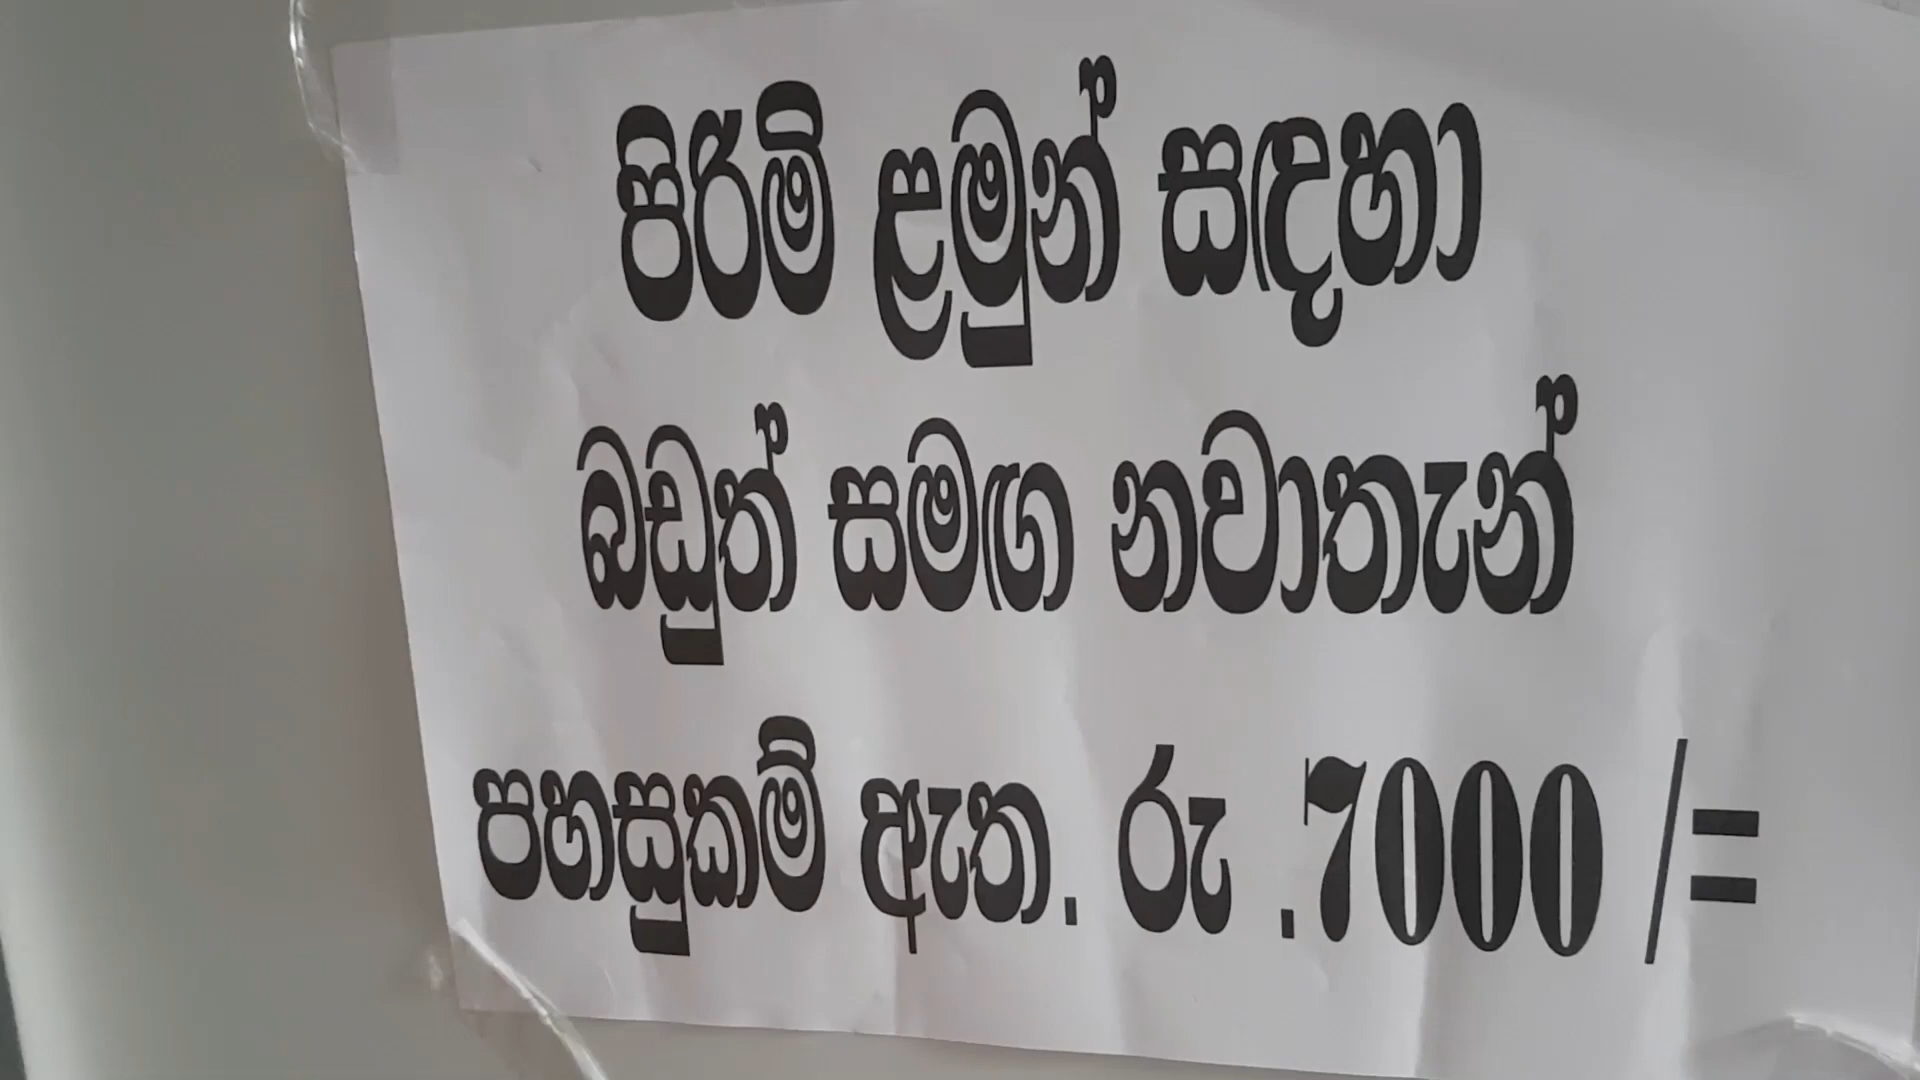 පිරිමි ළමුන් සඳහා
බඩුත් සමඟ නවාතැන්
පහසුකම් ඇත. රු .7000 /=